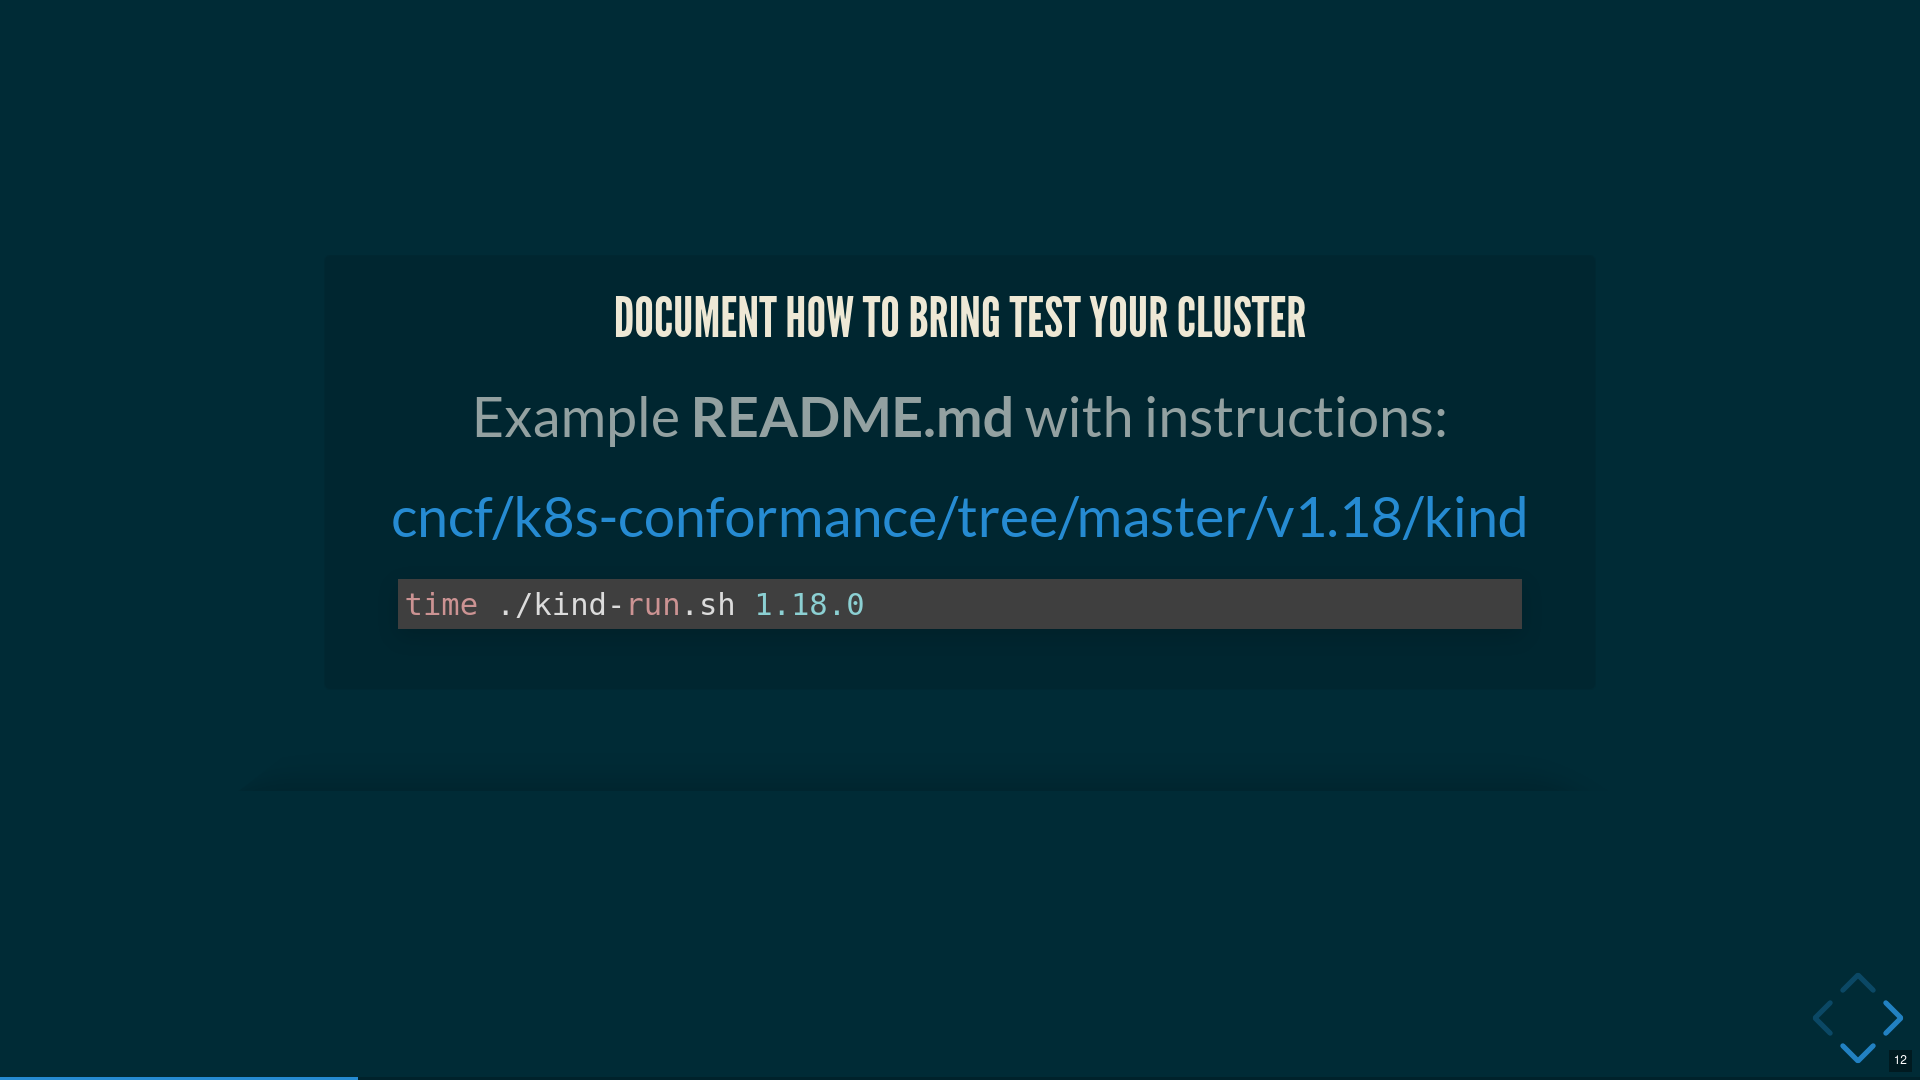 DOCUMENT HOW TO BRING TEST YOUR CLUSTER
Example README.md with instructions:
cncf/k8s-conformance/tree/master/v1.18/kind
time ./kind-run.sh 1.18.0
12